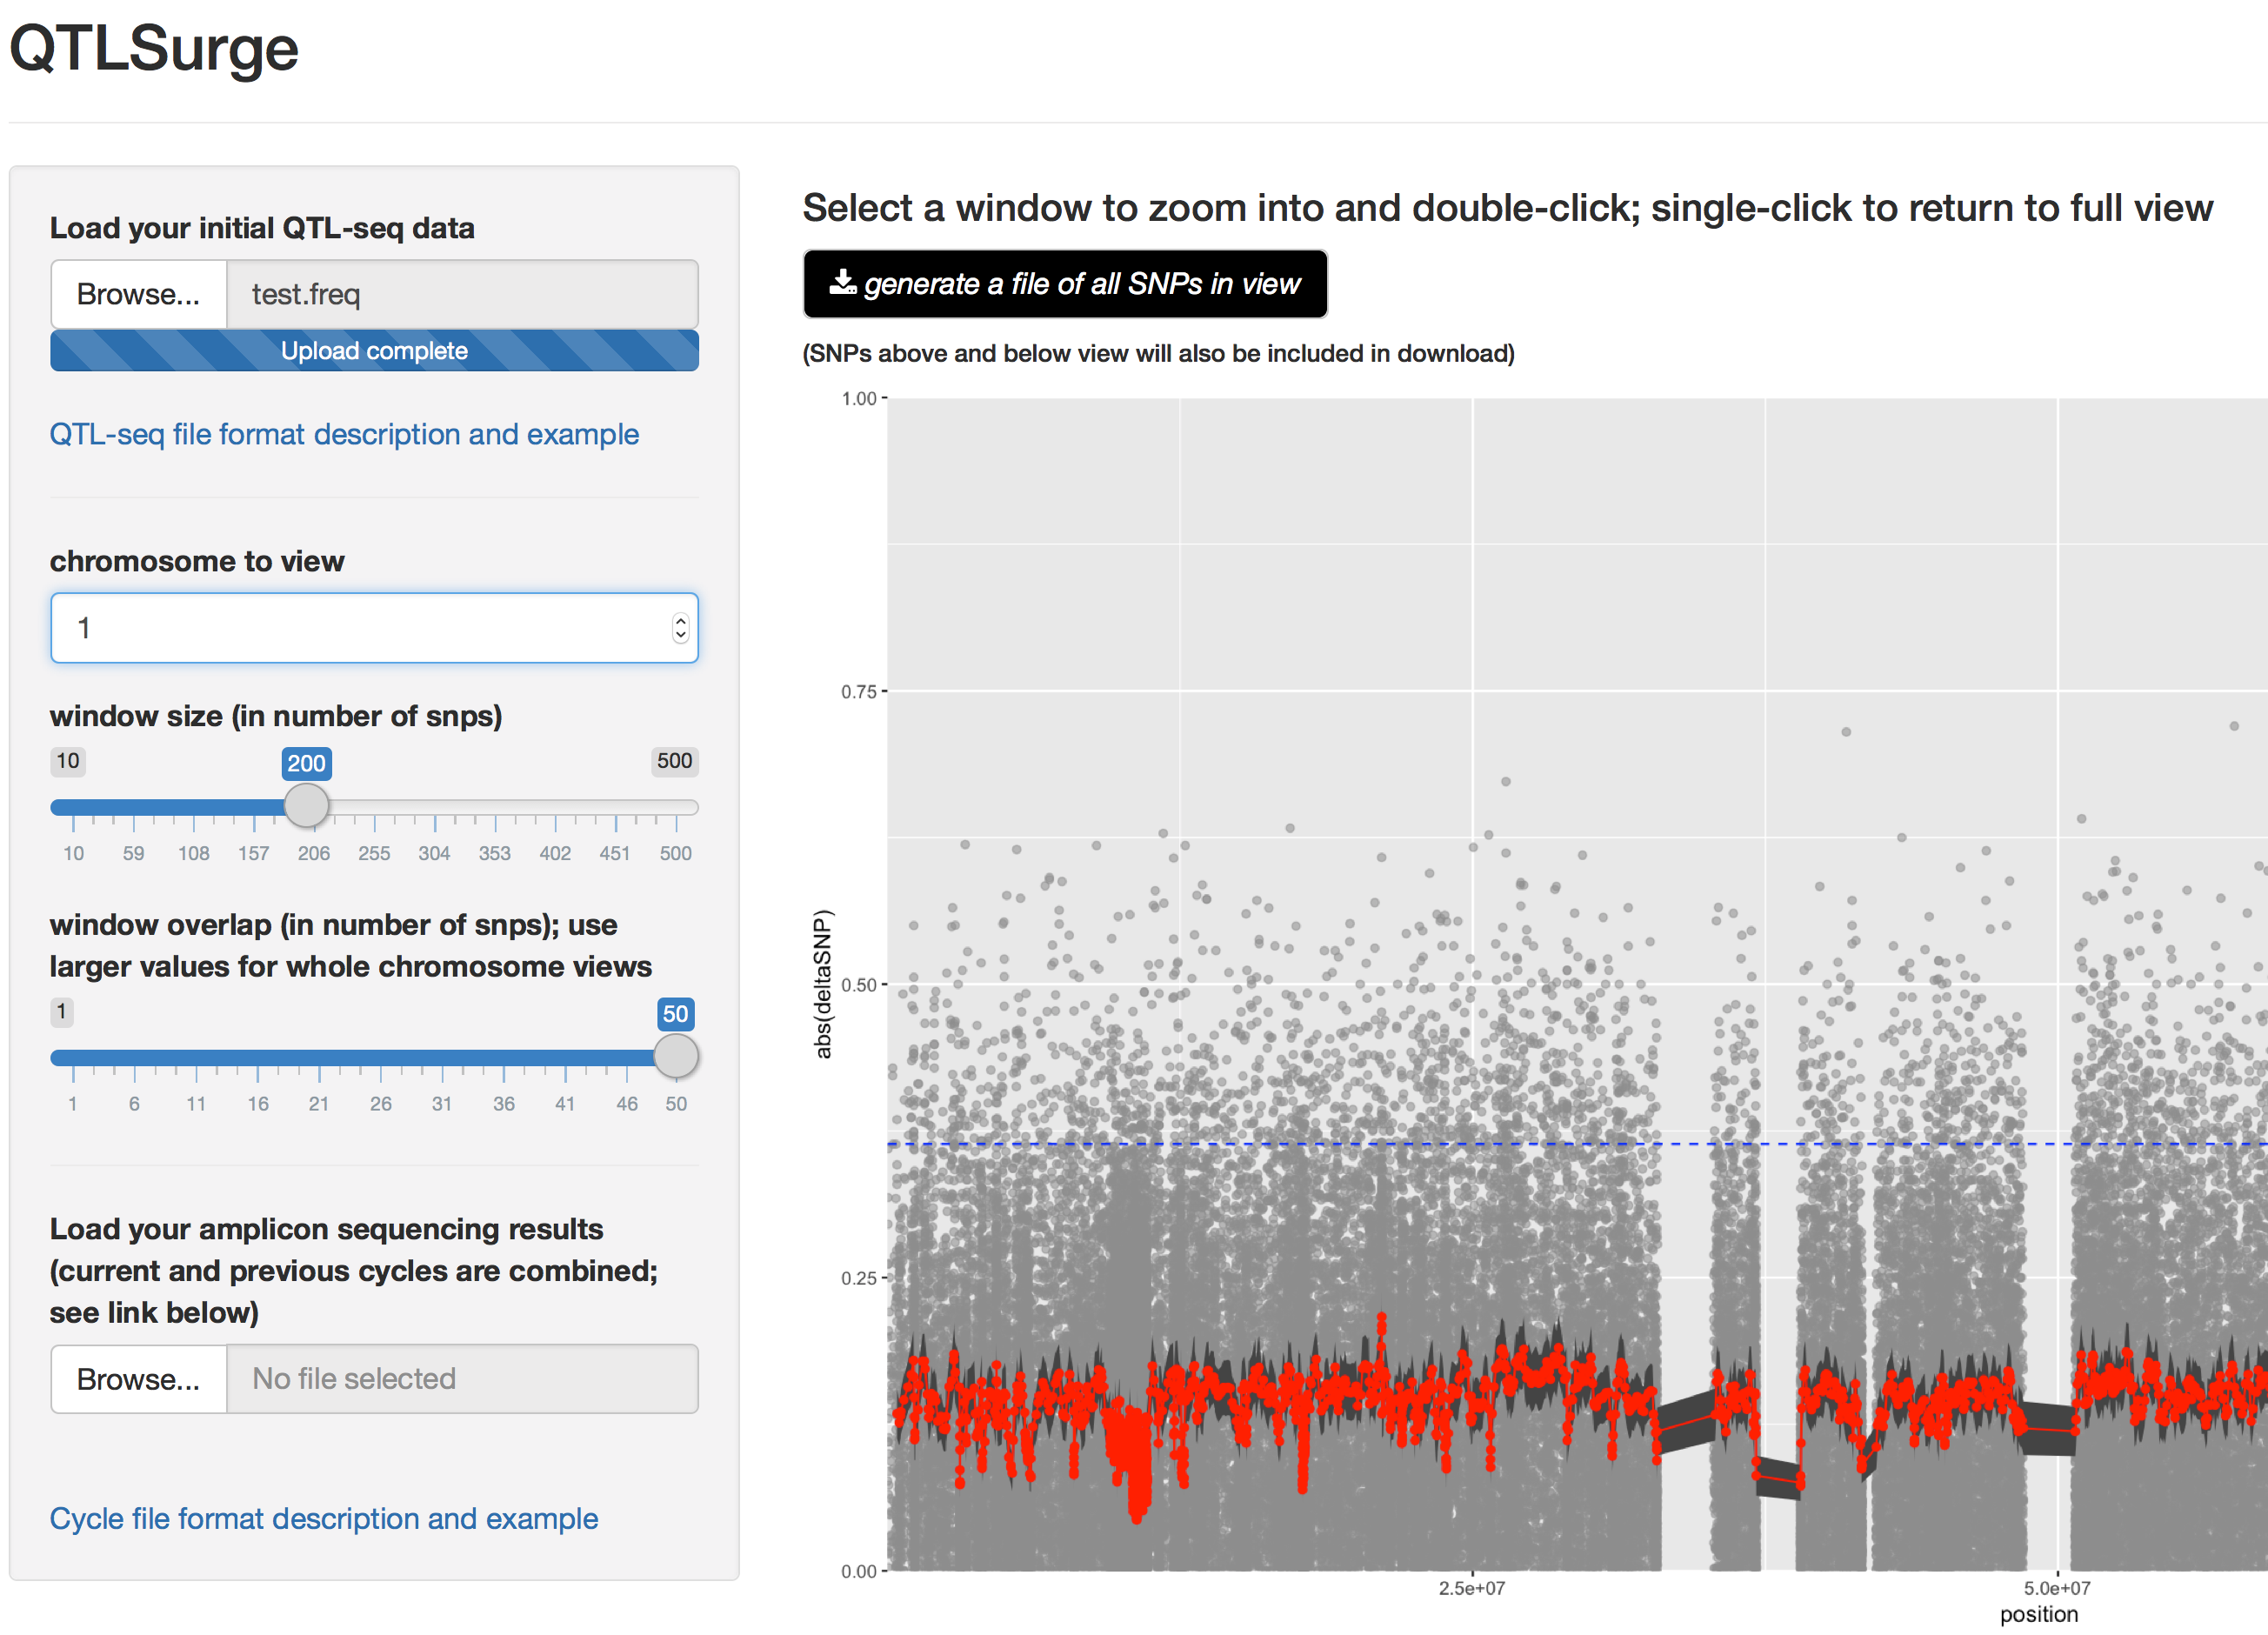 QTLSurge
Load your initial QTL-seq data
Browse... test.freq
Upload complete
QTL-seq file format description and example
chromosome to view
1
window size (in number of snps)
10 200 500
10 59 108 157 206 255 304 353 402 451 500
window overlap (in number of snps); use
larger values for whole chromosome views
1 50
1 6 11 16 21 26 31 36 41 46 50
Load your amplicon sequencing results
(current and previous cycles are combined;
see link below)
Browse... No file selected
Cycle file format description and example
Select a window to zoom into and double-click; single-click to return to full view
generate a file of all SNPs in view
(SNPs above and below view will also be included in download)
1.00
0.75
0.50
0.25
0.00
abs(deltaSNP)
2.5e+07 5.0e+07
position